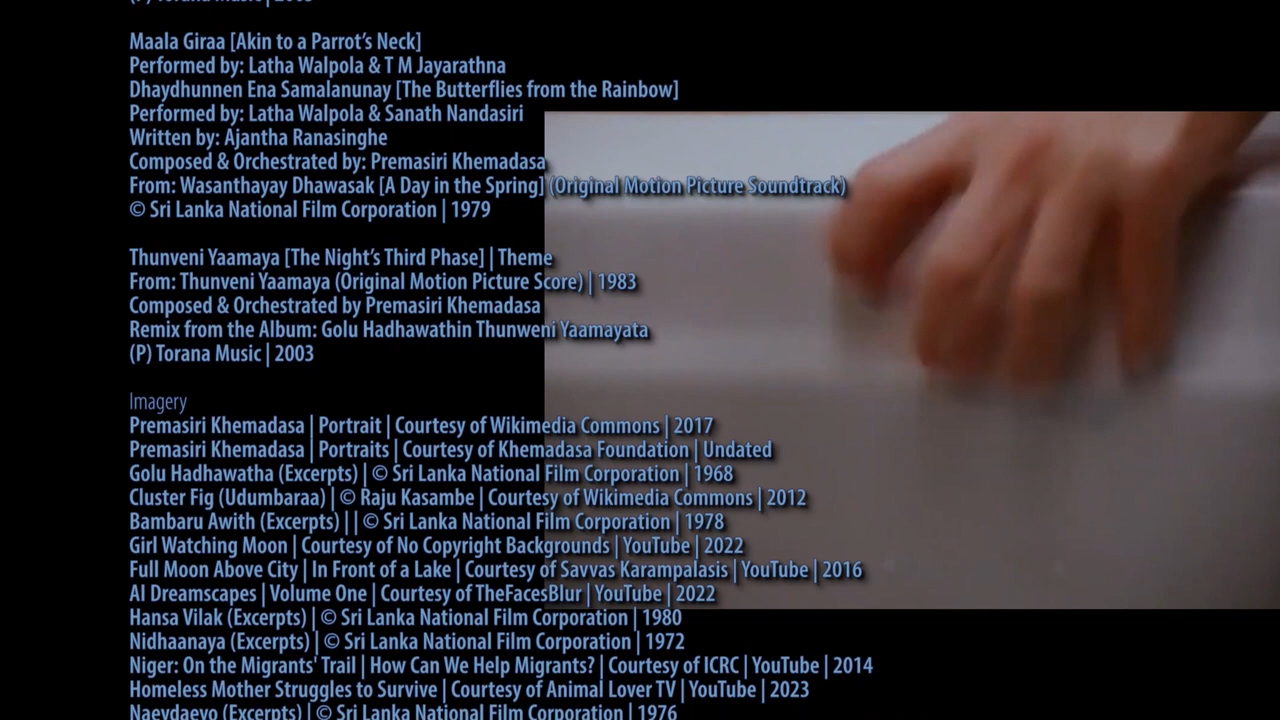 (P) Torana Music | 2003
Maala Giraa [Akin to a Parrot's Neck]
Performed by: Latha Walpola & T M Jayarathna
Dhaydhunnen Ena Samalanunay [The Butterflies from the Rainbow]
Performed by: Latha Walpola & Sanath Nandasiri
Written by: Ajantha Ranasinghe
Composed & Orchestrated by: Premasiri Khemadasa
From: Wasanthayay Dhawasak [A Day in the Spring] (Original Motion Picture Soundtrack)
© Sri Lanka National Film Corporation | 1979
Thunveni Yaamaya [The Night's Third Phase] | Theme
From: Thunveni Yaamaya (Original Motion Picture Score) | 1983
Composed & Orchestrated by Premasiri Khemadasa
Remix from the Album: Golu Hadhawathin Thunweni Yaamayata
(P) Torana Music | 2003
Imagery
Premasiri Khemadasa | Portrait | Courtesy of Wikimedia Commons | 2017
Premasiri Khemadasa | Portraits | Courtesy of Khemadasa Foundation | Undated
Golu Hadhawatha (Excerpts) | © Sri Lanka National Film Corporation | 1968
Cluster Fig (Udumbaraa) | © Raju Kasambe | Courtesy of Wikimedia Commons | 2012
Bambaru Awith (Excerpts) | | © Sri Lanka National Film Corporation | 1978
Girl Watching Moon | Courtesy of No Copyright Backgrounds | YouTube | 2022
Full Moon Above City | In Front of a Lake | Courtesy of Savvas Karampalasis | YouTube | 2016
AI Dreamscapes | Volume One | Courtesy of TheFacesBlur | YouTube | 2022
Hansa Vilak (Excerpts) | © Sri Lanka National Film Corporation | 1980
Nidhaanaya (Excerpts) | © Sri Lanka National Film Corporation | 1972
Niger: On the Migrants' Trail | How Can We Help Migrants? | Courtesy of ICRC | YouTube | 2014
Homeless Mother Struggles to Survive | Courtesy of Animal Lover TV | YouTube | 2023
Naeydaeyo (Excerpts) | © Sri Lanka National Film Corporation | 1976